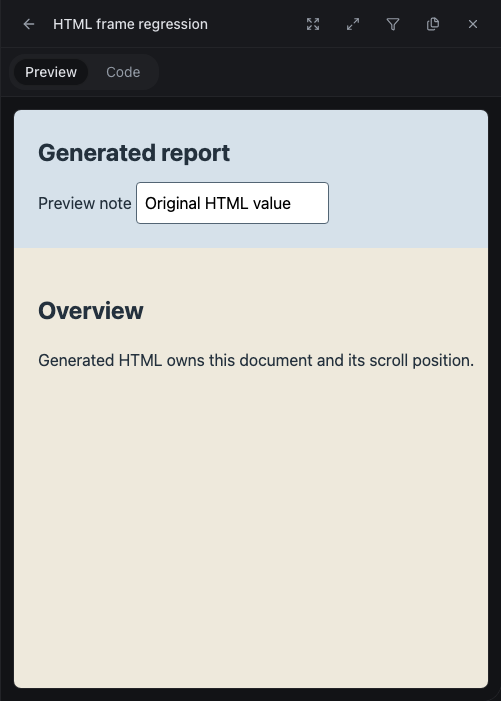 HTML frame regression
Preview Code
Generated report
Preview note Original HTML value
Overview
Generated HTML owns this document and its scroll position.